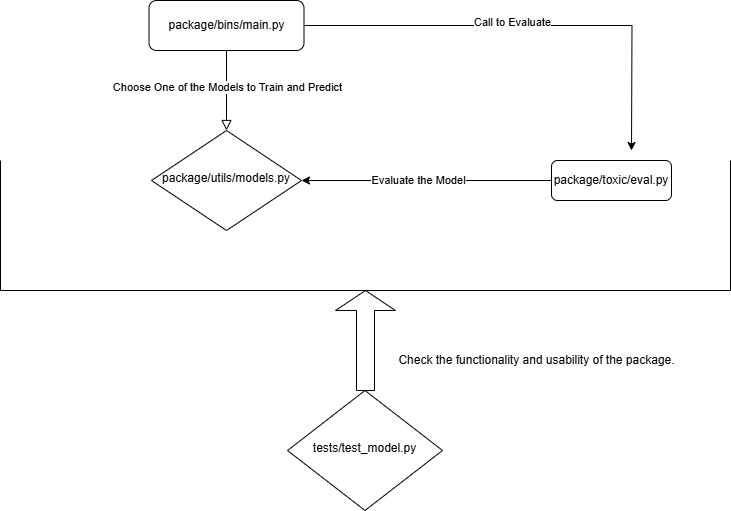 package/bins/main.py
Call to Evaluate
Choose One of the Models to Train and Predict
package/utils/models.py
Evaluate the Model
package/toxic/eval.py
Check the functionality and usability of the package.
tests/test_model.py